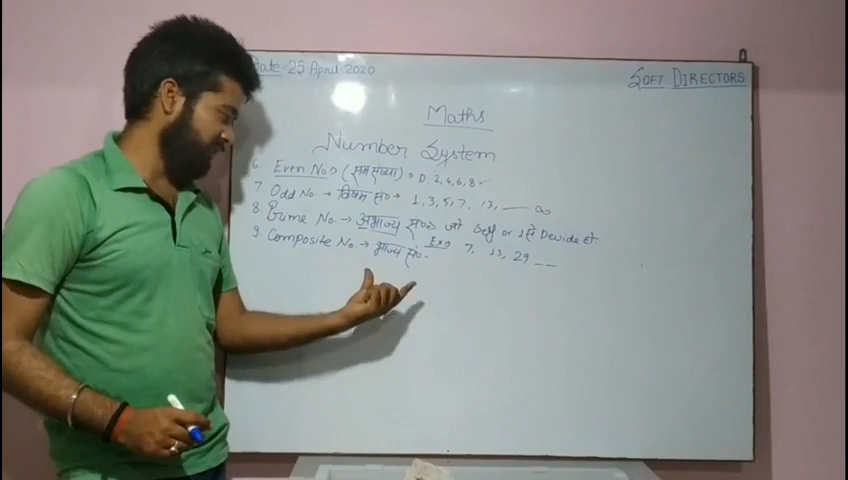 Date - 25 April 2020
SOFT DIRECTORS
Maths
Number System
6. Even No → (सम संख्या) → 0, 2, 4, 6, 8
7. Odd No. → विषम सं० → 1, 3, 5, 7, 13, — ∞
8. Prime No. → अभाज्य सं० जो Self or 1 से Devide हो
Ex→ 7, 13, 29 _ _
9. Composite No. → भाज्य सं०.